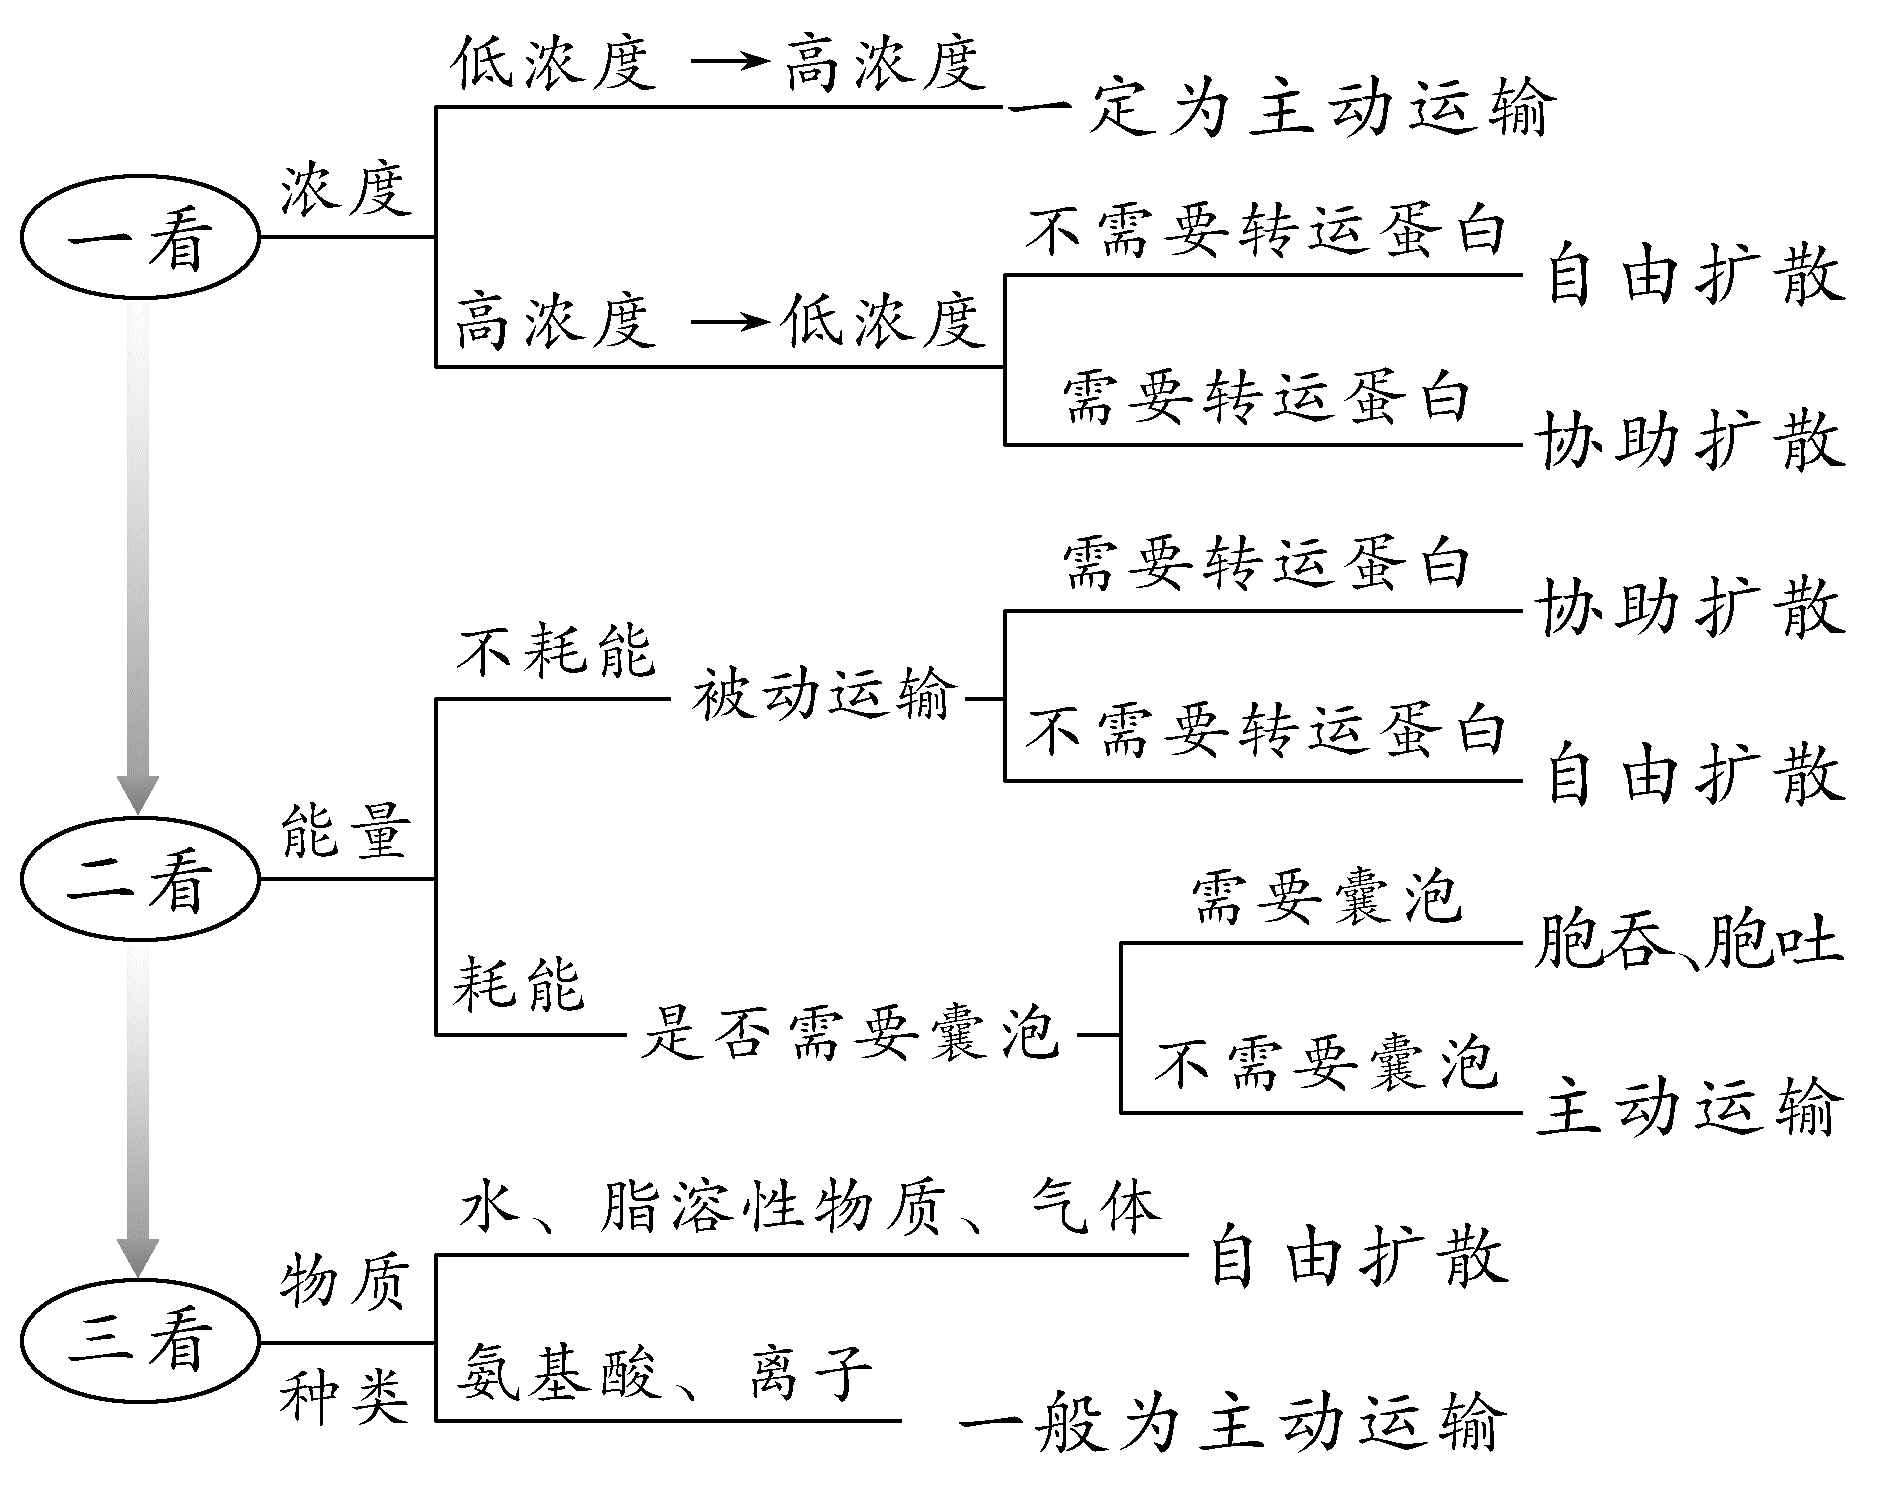 低浓度 → 高浓度
一定为主动运输
浓度
一看
不需要转运蛋白
自由扩散
高浓度 → 低浓度
需要转运蛋白
协助扩散
需要转运蛋白
协助扩散
不耗能
被动运输
不需要转运蛋白
自由扩散
能量
二看
需要囊泡
胞吞、胞吐
耗能
是否需要囊泡
不需要囊泡
主动运输
水、脂溶性物质、气体
自由扩散
物质
三看
种类
氨基酸、离子
一般为主动运输